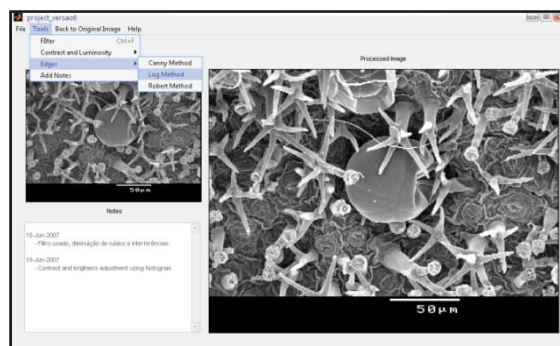 project_versao6
File Tools Back to Original Image Help
Filter Ctrl+F
Contrast and Luminosity
Edges
Add Notes
Canny Method
Log Method
Robert Method
Processed Image
50μm
Notes
15-Jun-2007
- Filtro usado, deminuição de ruídos e interferências.
15-Jun-2007
- Contrast and brigtness adjustment using histogram.
50μm